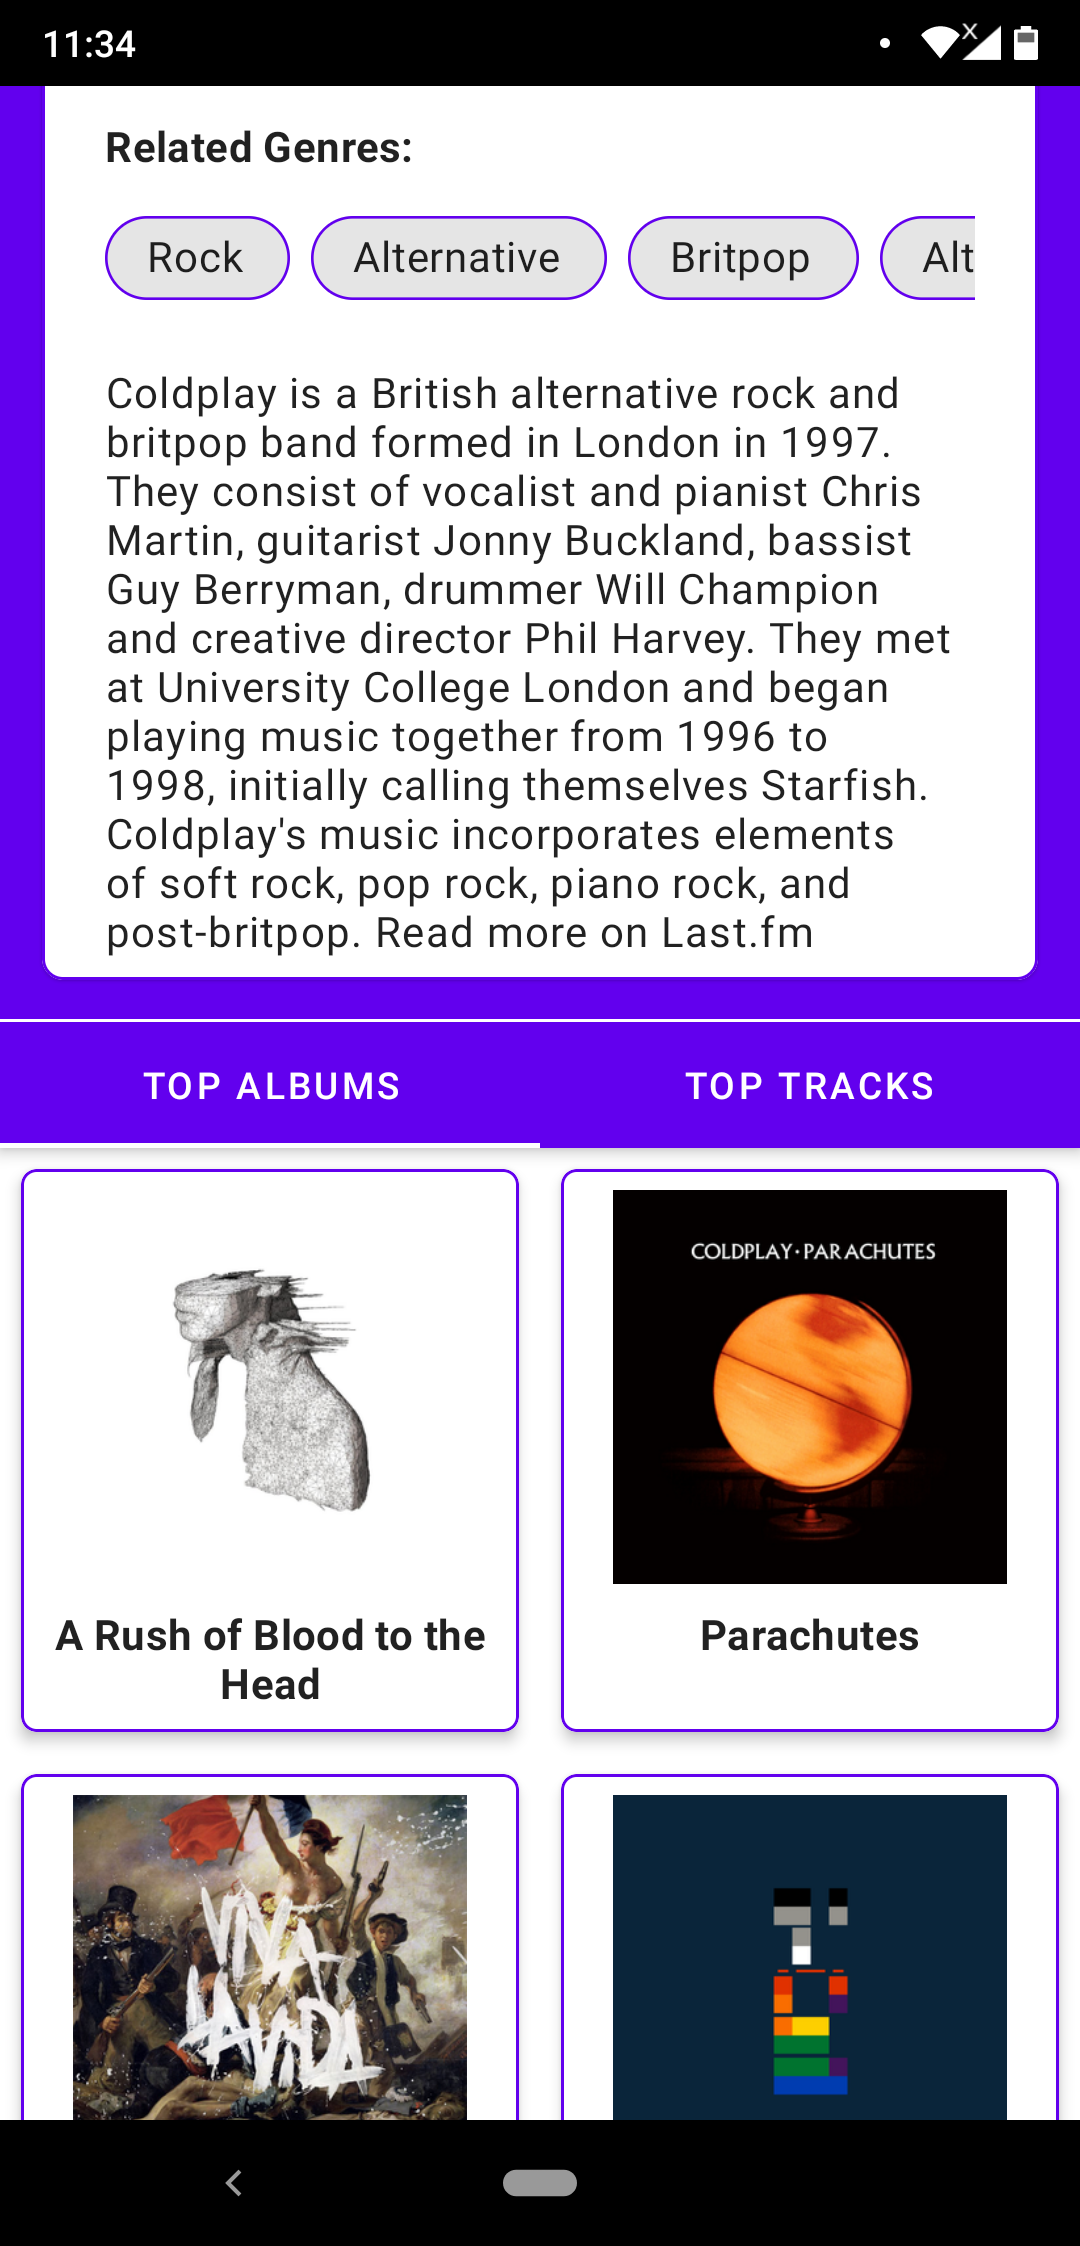 11:34
Related Genres:
Rock
Alternative
Britpop
Alt
Coldplay is a British alternative rock and
britpop band formed in London in 1997.
They consist of vocalist and pianist Chris
Martin, guitarist Jonny Buckland, bassist
Guy Berryman, drummer Will Champion
and creative director Phil Harvey. They met
at University College London and began
playing music together from 1996 to
1998, initially calling themselves Starfish.
Coldplay's music incorporates elements
of soft rock, pop rock, piano rock, and
post-britpop. Read more on Last.fm
TOP ALBUMS
TOP TRACKS
COLDPLAY·PARACHUTES
A Rush of Blood to the
Head
Parachutes
VIVA
LA VIDA